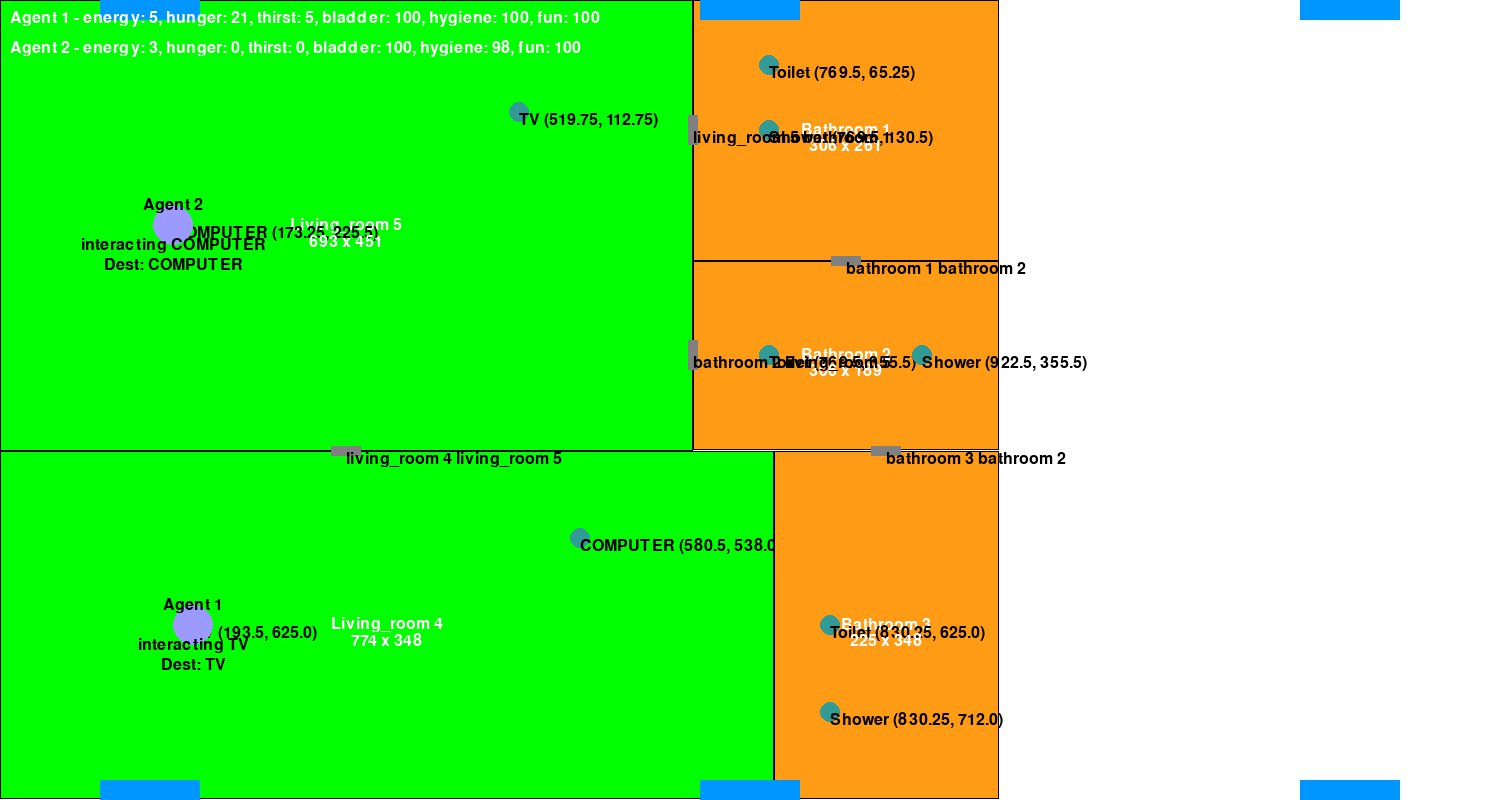 Agent 1 - energy: 5, hunger: 21, thirst: 5, bladder: 100, hygiene: 100, fun: 100
Agent 2 - energy: 3, hunger: 0, thirst: 0, bladder: 100, hygiene: 98, fun: 100
Toilet (769.5, 65.25)
TV (519.75, 112.75)
Bathroom 1
living_room 5 bathroom 1
Shower (769.5, 130.5)
306 x 261
Agent 2
Living_room 5
COMPUTER (173.25, 225.5)
693 x 451
interacting COMPUTER
Dest: COMPUTER
bathroom 1 bathroom 2
Bathroom 2
bathroom 2 living_room 5
Toilet (769.5, 355.5)
Shower (922.5, 355.5)
306 x 189
living_room 4 living_room 5
bathroom 3 bathroom 2
COMPUTER (580.5, 538.0
Agent 1
Living_room 4
(193.5, 625.0)
774 x 348
interacting TV
Dest: TV
Bathroom 3
Toilet (830.25, 625.0)
225 x 348
Shower (830.25, 712.0)